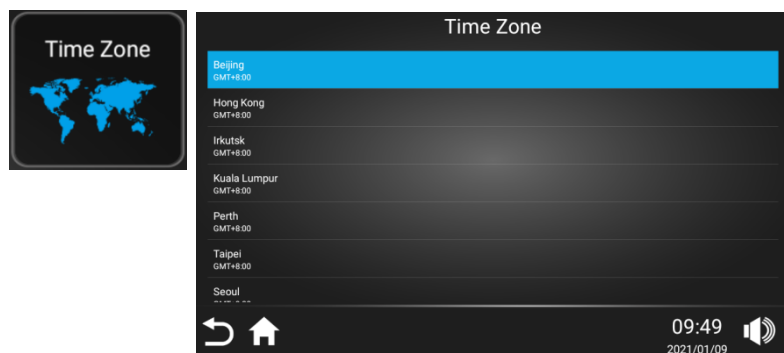 Time Zone
Time Zone
Beijing
GMT+8:00
Hong Kong
GMT+8:00
Irkutsk
GMT+8:00
Kuala Lumpur
GMT+8:00
Perth
GMT+8:00
Taipei
GMT+8:00
Seoul
09:49
2021/01/09